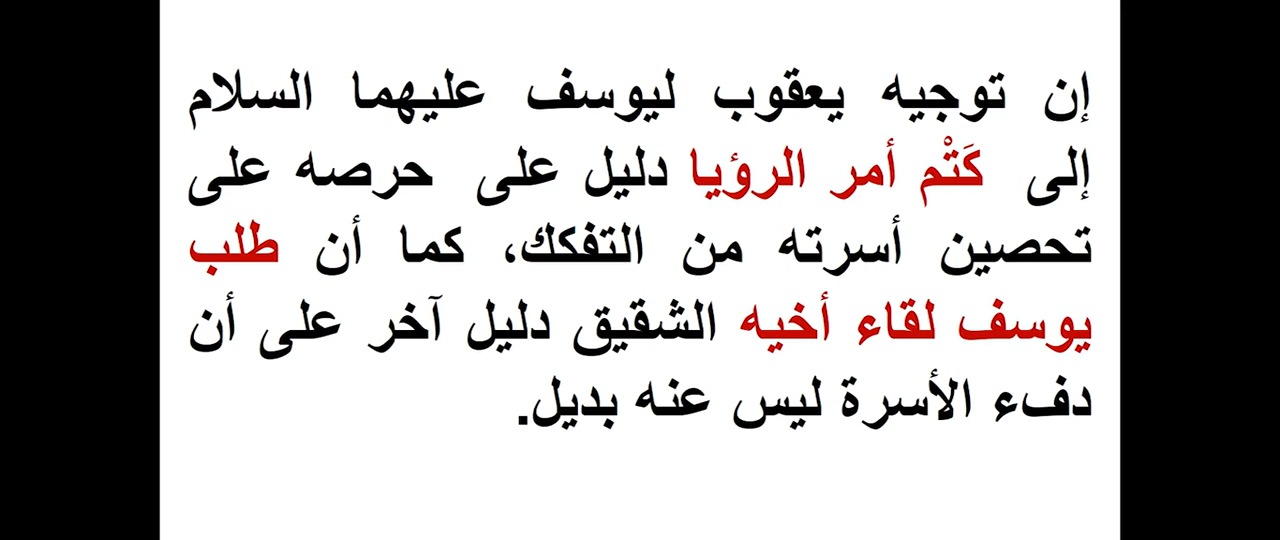 إن توجيه يعقوب ليوسف عليهما السلام
إلى كَتْم أمر الرؤيا دليل على حرصه على
تحصين أسرته من التفكك، كما أن طلب
يوسف لقاء أخيه الشقيق دليل آخر على أن
دفء الأسرة ليس عنه بديل.